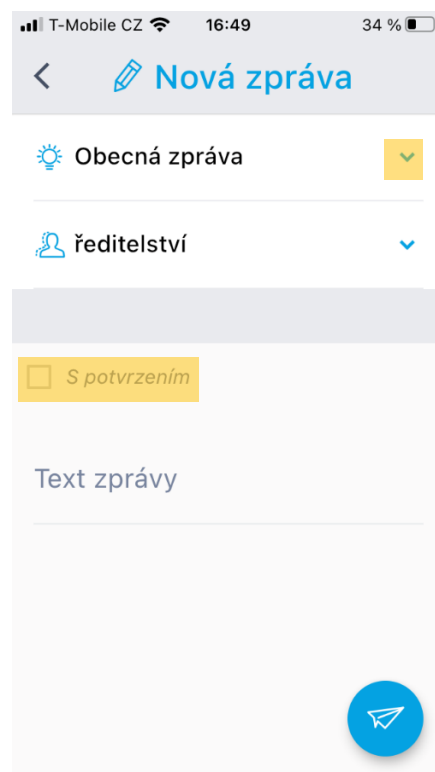 T-Mobile CZ 16:49 34 %
Nová zpráva
Obecná zpráva
ředitelství
S potvrzením
Text zprávy